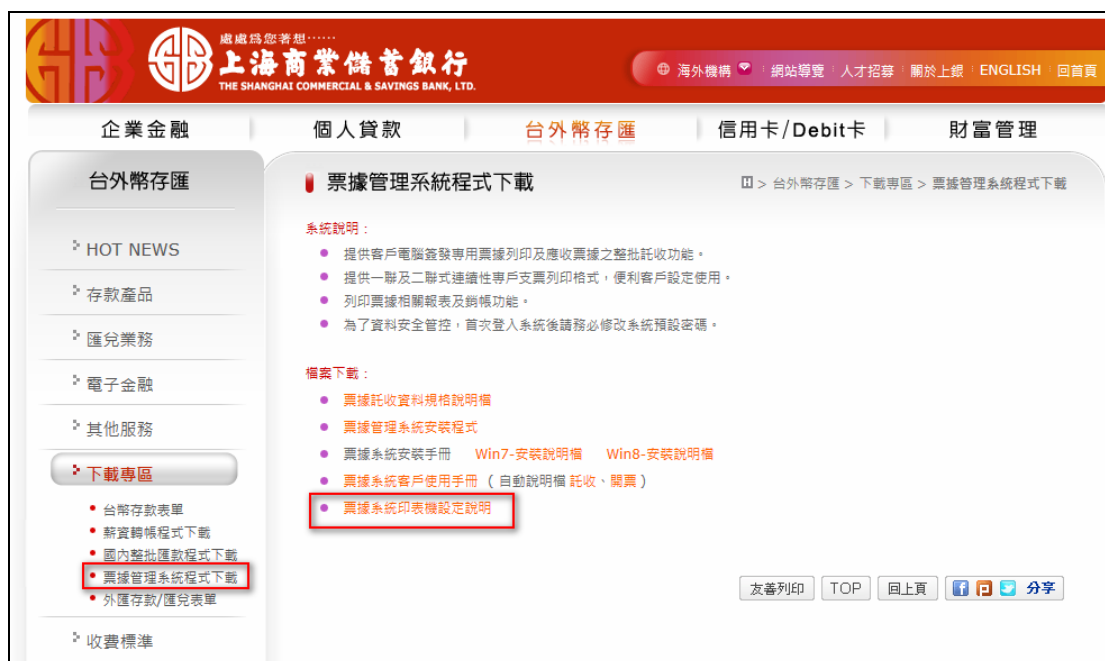 處處為您著想……
上海商業儲蓄銀行
THE SHANGHAI COMMERCIAL & SAVINGS BANK, LTD.
海外機構 網站導覽 人才招募 關於上銀 ENGLISH 回首頁
企業金融 個人貸款 台外幣存匯 信用卡/Debit卡 財富管理
台外幣存匯
HOT NEWS
存款產品
匯兌業務
電子金融
其他服務
下載專區
台幣存款表單
薪資轉帳程式下載
國內整批匯款程式下載
票據管理系統程式下載
外匯存款/匯兌表單
收費標準
票據管理系統程式下載
> 台外幣存匯 > 下載專區 > 票據管理系統程式下載
系統說明：
提供客戶電腦簽發專用票據列印及應收票據之整批託收功能。
提供一聯及二聯式連續性專戶支票列印格式，便利客戶設定使用。
列印票據相關報表及銷帳功能。
為了資料安全管控，首次登入系統後請務必修改系統預設密碼。
檔案下載：
票據託收資料規格說明檔
票據管理系統安裝程式
票據系統安裝手冊 Win7-安裝說明檔 Win8-安裝說明檔
票據系統客戶使用手冊 ( 自動說明檔 託收、開票 )
票據系統印表機設定說明
友善列印 TOP 回上頁 分享